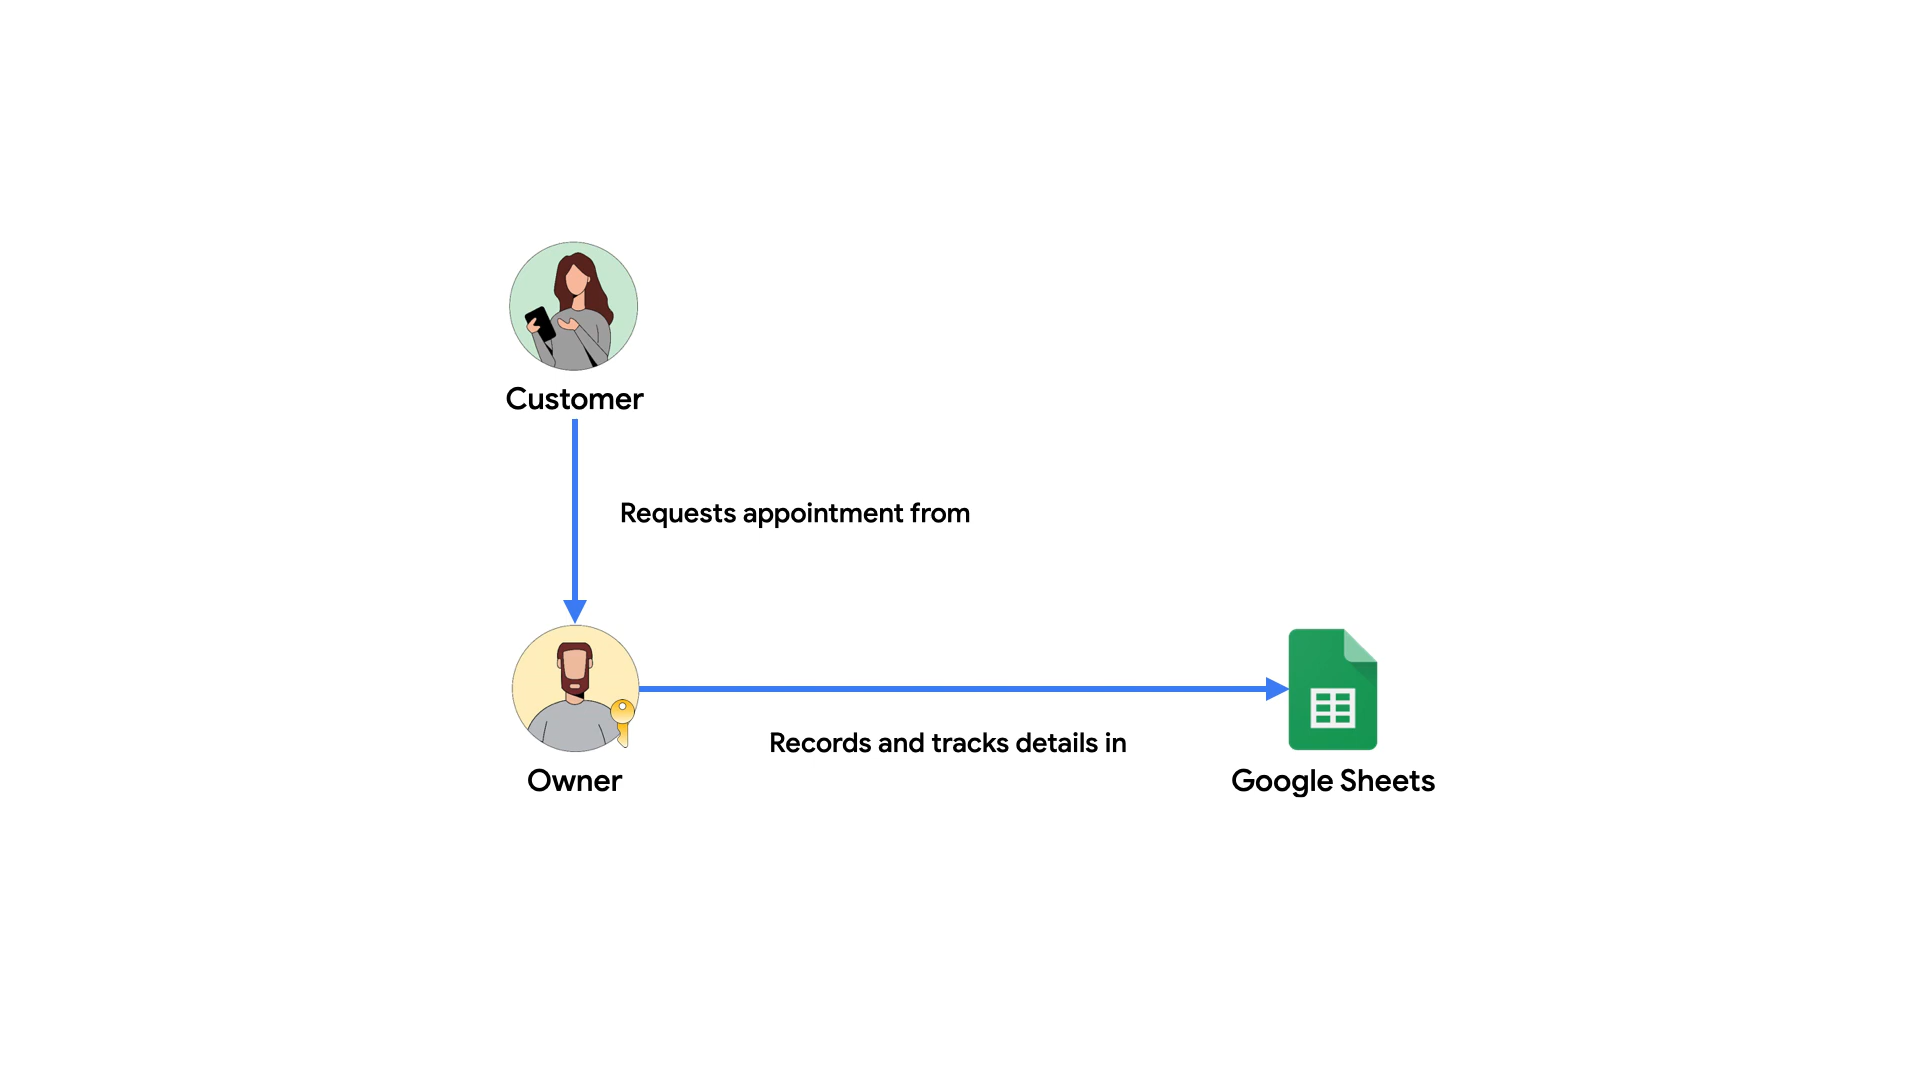 Customer
Requests appointment from
Records and tracks details in
Owner
Google Sheets